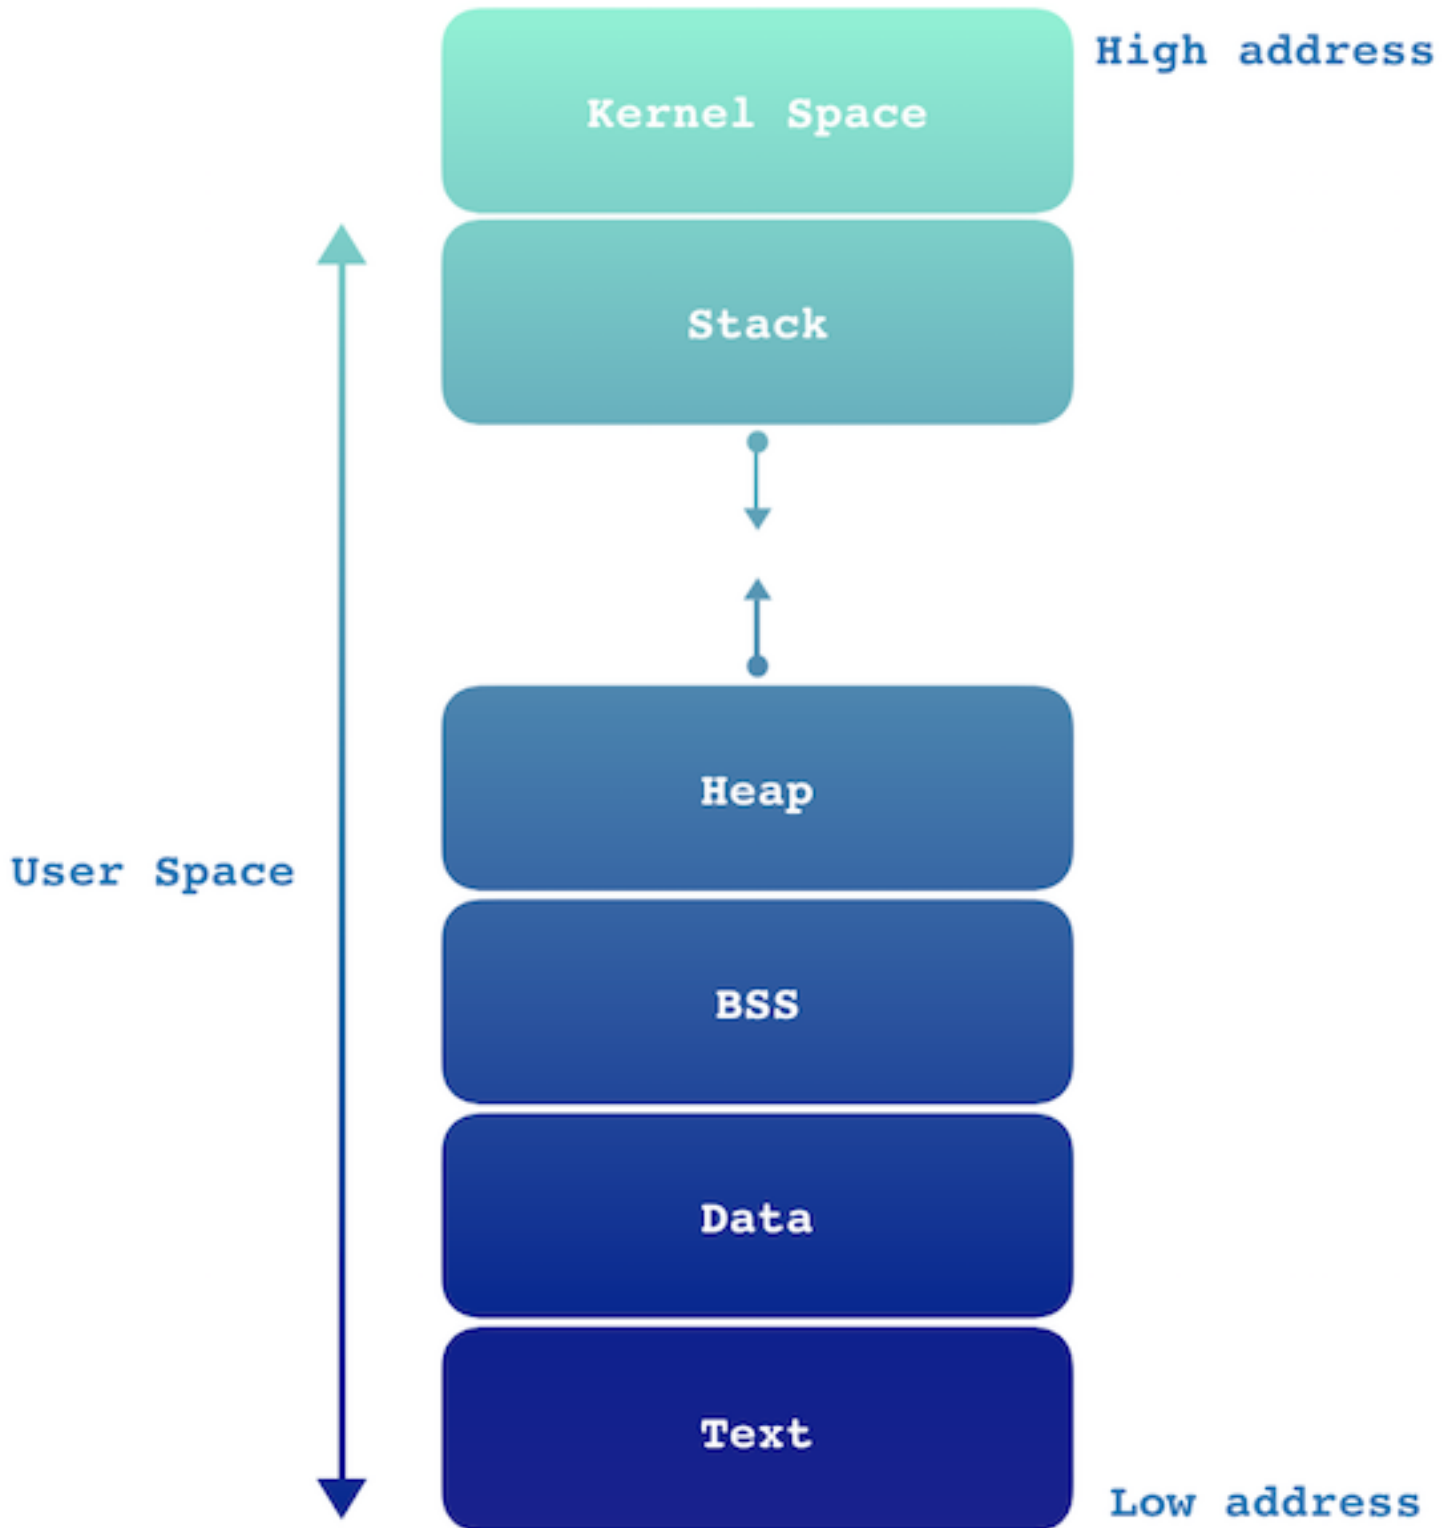 High address
Kernel Space
Stack
Heap
User Space
BSS
Data
Text
Low address